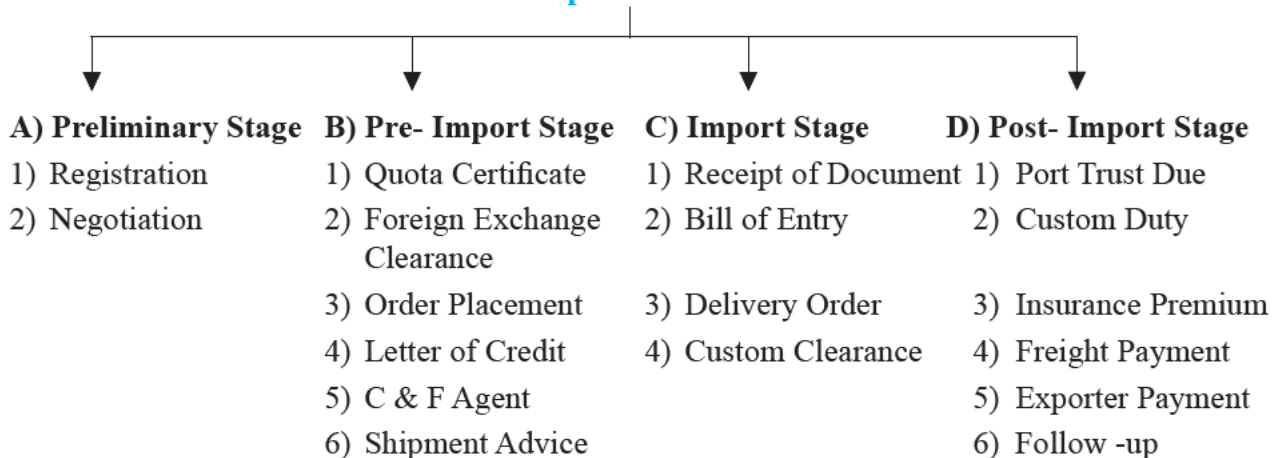 A) Preliminary Stage
1) Registration
2) Negotiation
B) Pre- Import Stage
1) Quota Certificate
2) Foreign Exchange
Clearance
3) Order Placement
4) Letter of Credit
5) C & F Agent
6) Shipment Advice
C) Import Stage
1) Receipt of Document
2) Bill of Entry
3) Delivery Order
4) Custom Clearance
D) Post- Import Stage
1) Port Trust Due
2) Custom Duty
3) Insurance Premium
4) Freight Payment
5) Exporter Payment
6) Follow -up